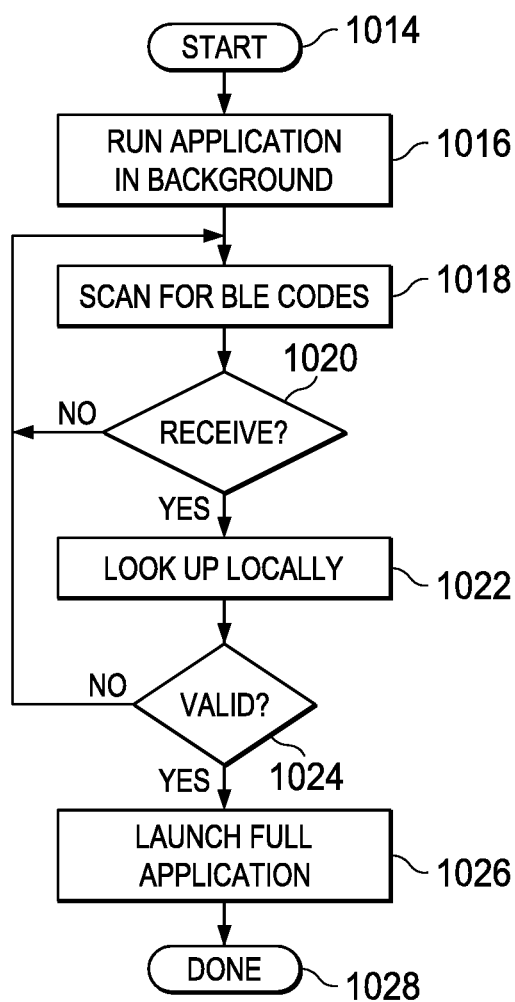 START
1014
RUN APPLICATION
IN BACKGROUND
1016
SCAN FOR BLE CODES
1018
1020
RECEIVE?
NO
YES
LOOK UP LOCALLY
1022
NO
VALID?
1024
YES
LAUNCH FULL
APPLICATION
1026
DONE
1028